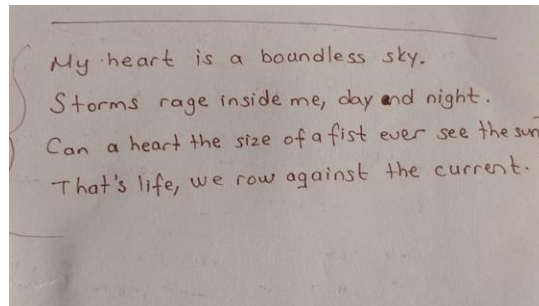 My heart is a boundless sky.
Storms rage inside me, day and night.
Can a heart the size of a fist ever see the sun
That's life, we row against the current.